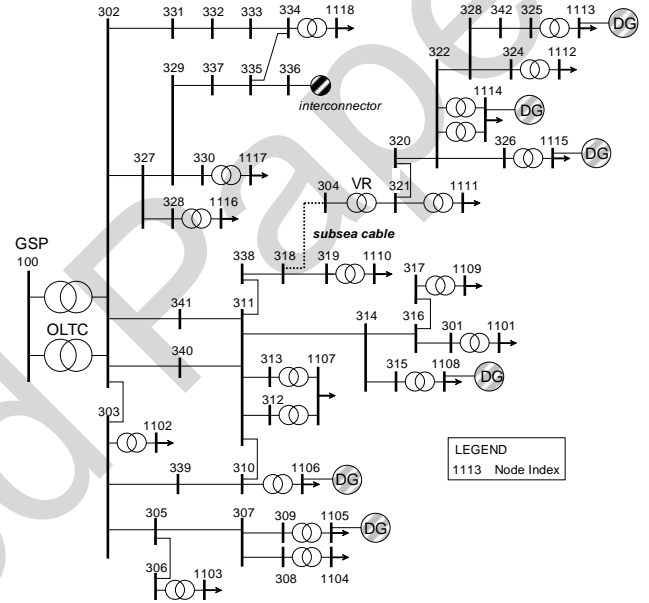 302 331 332 333 334 1118
328 342 325 1113 DG
329 337 335 336
322 324 1112
interconnector
1114 DG
320 326 1115 DG
327 330 1117
304 VR 321 1111
328 1116
subsea cable
GSP
100
338 318 319 1110
317 1109
341 311
314 316 301 1101
OLTC
340
313 1107
315 1108 DG
312
303
1102
LEGEND
1113 Node Index
339 310 1106 DG
305 307 309 1105 DG
306 1103
308 1104
d Pape